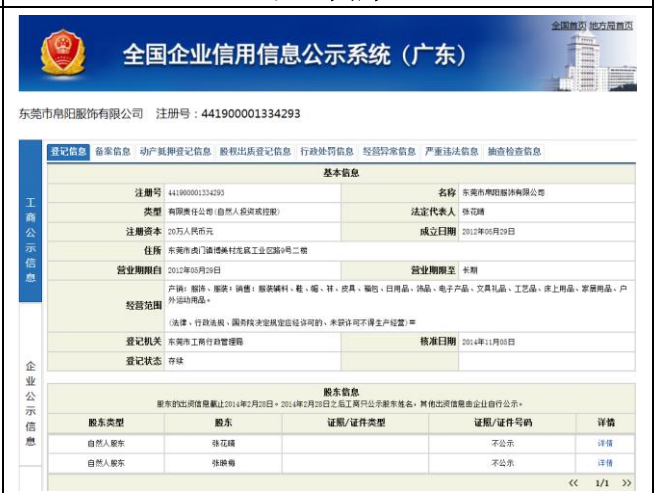 全国首页 地方局首页
全国企业信用信息公示系统（广东）
东莞市帛阳服饰有限公司 注册号：441900001334293
登记信息 备案信息 动产抵押登记信息 股权出质登记信息 行政处罚信息 经营异常信息 严重违法信息 抽查检查信息
工商公示信息
企业公示信息
基本信息
注册号 441900001334293 名称 东莞市帛阳服饰有限公司
类型 有限责任公司(自然人投资或控股) 法定代表人 张花晴
注册资本 20万人民币元 成立日期 2012年05月29日
住所 东莞市虎门镇博美村龙底工业区路9号二楼
营业期限自 2012年05月29日 营业期限至 长期
经营范围 产销：服饰、服装；销售：服装辅料、鞋、帽、袜、皮具、箱包、日用品、饰品、电子产品、文具礼品、工艺品、床上用品、家居用品、户
外运动用品。
(法律、行政法规、国务院决定规定应经许可的、未获许可不得生产经营)〓
登记机关 东莞市工商行政管理局 核准日期 2014年11月05日
登记状态 存续
股东信息
股东的出资信息截止2014年2月28日。2014年2月28日之后工商只公示股东姓名，其他出资信息由企业自行公示。
股东类型 股东 证照/证件类型 证照/证件号码 详情
自然人股东 张花晴 不公示 详情
自然人股东 张映梅 不公示 详情
<< 1/1 >>